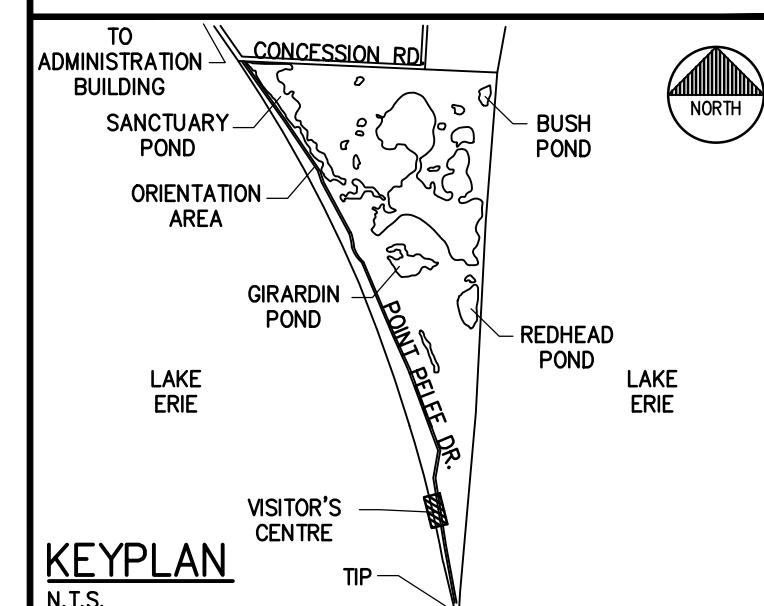 TO
ADMINISTRATION
BUILDING
CONCESSION RD.
SANCTUARY
POND
BUSH
POND
NORTH
ORIENTATION
AREA
GIRARDIN
POND
POINT PELEE DR.
REDHEAD
POND
LAKE
ERIE
LAKE
ERIE
VISITOR'S
CENTRE
KEYPLAN
N.T.S.
TIP